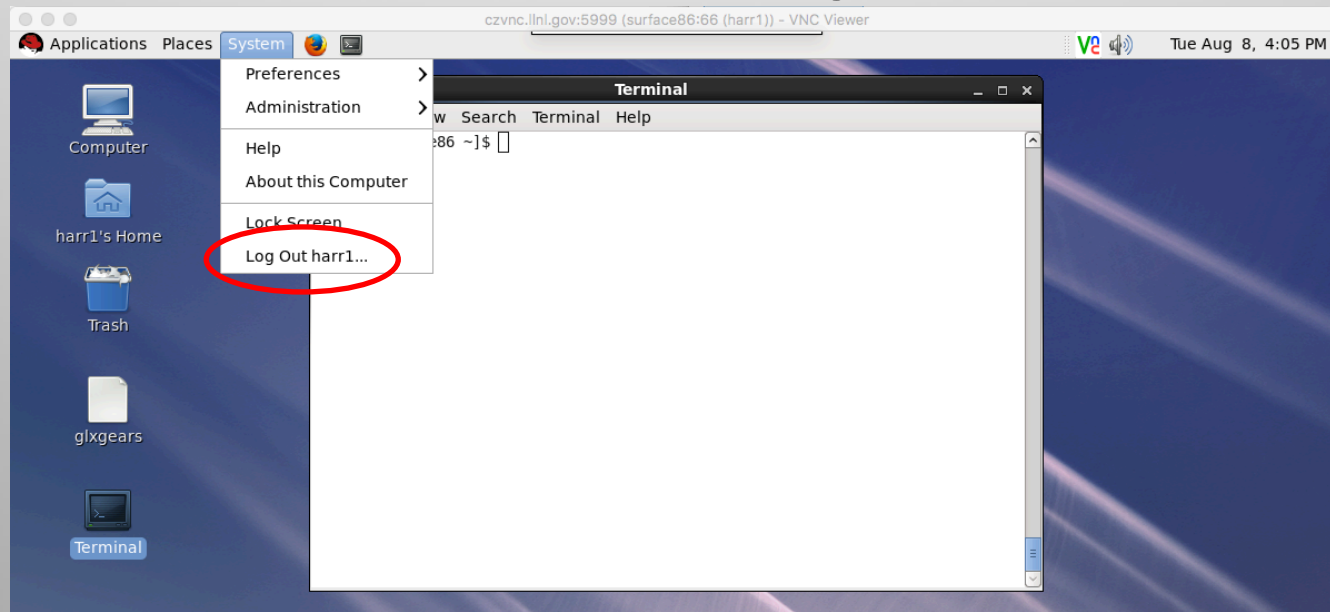 czvnc.llnl.gov:5999 (surface86:66 (harr1)) - VNC Viewer
Applications Places System Tue Aug 8, 4:05 PM
Preferences
Administration
Help
About this Computer
Lock Screen
Log Out harr1...
Terminal
w Search Terminal Help
e86 ~]$
Computer
harr1's Home
Trash
glxgears
Terminal